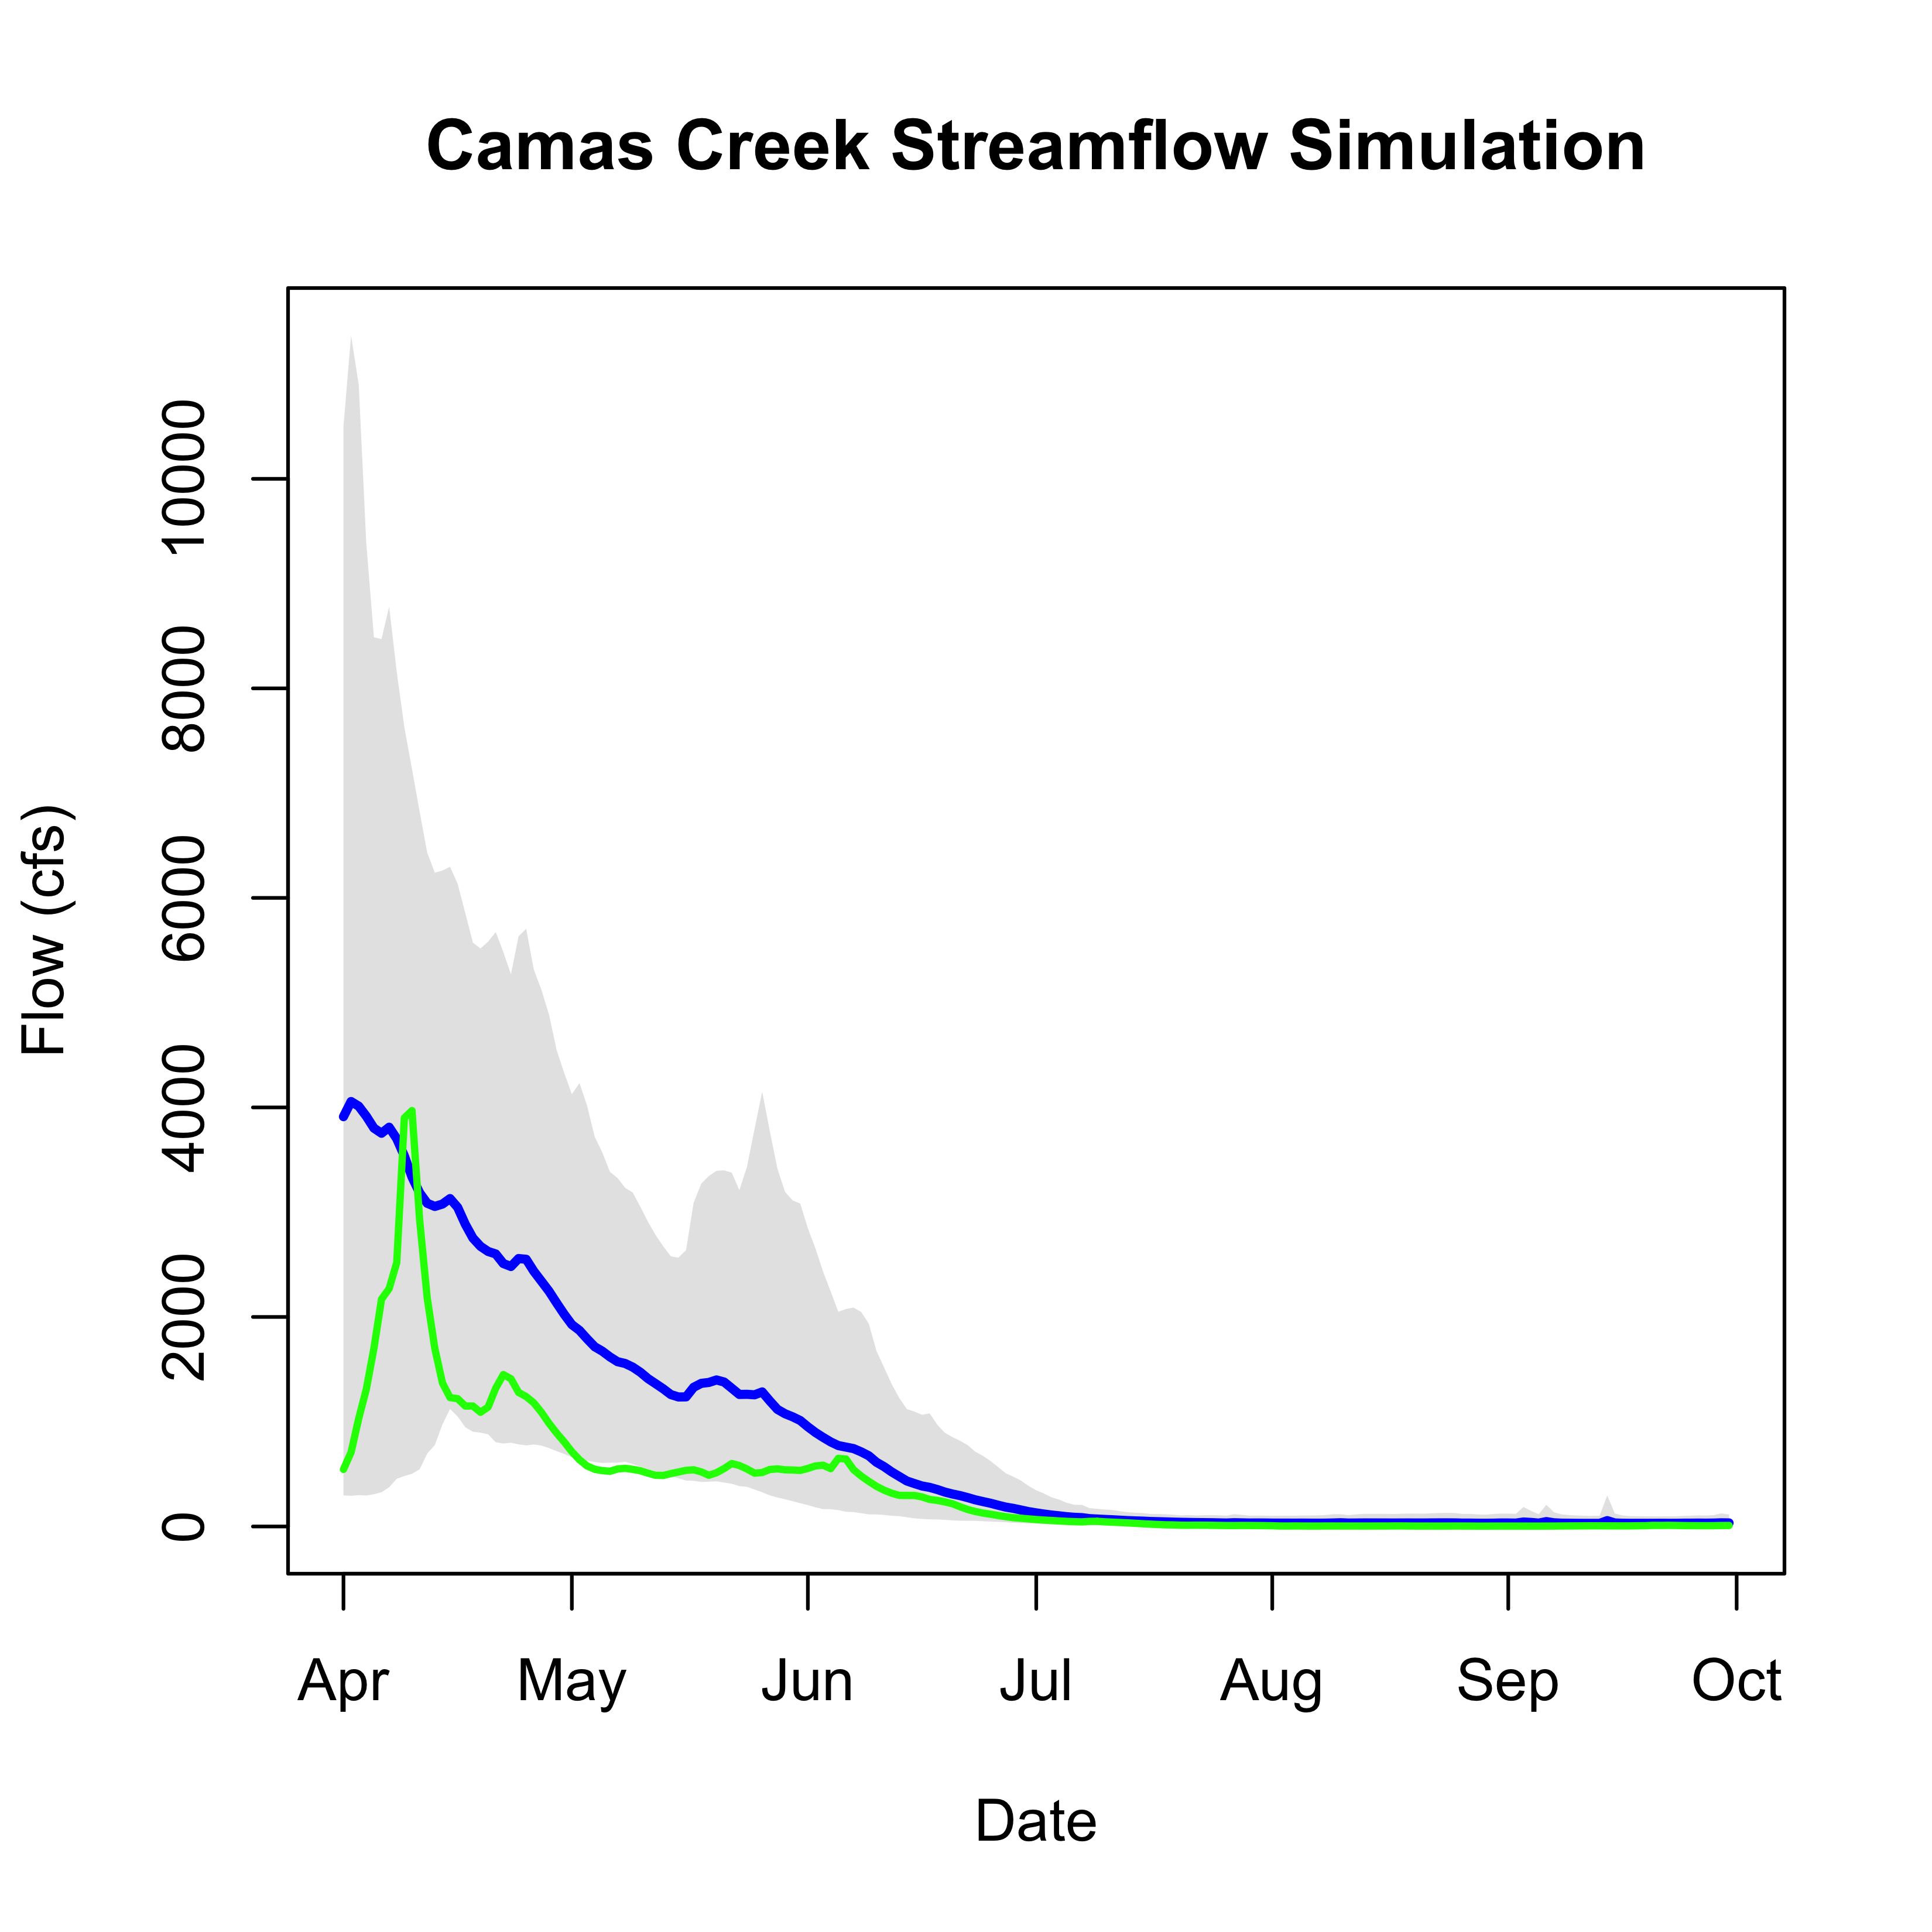 Camas Creek Streamflow Simulation
Flow (cfs)
10000
8000
6000
4000
2000
0
Apr May Jun Jul Aug Sep Oct
Date